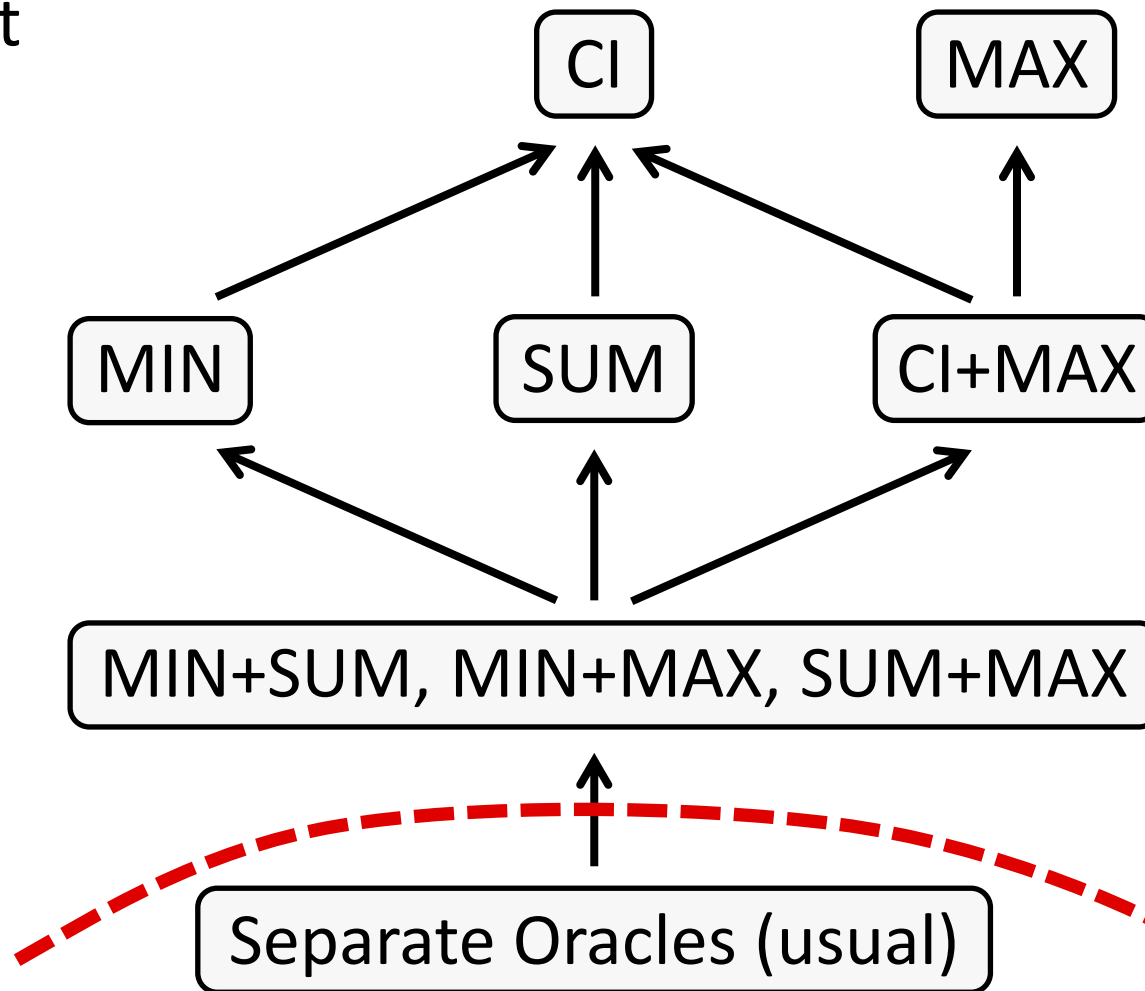 t
CI
MAX
MIN
SUM
CI+MAX
MIN+SUM, MIN+MAX, SUM+MAX
Separate Oracles (usual)